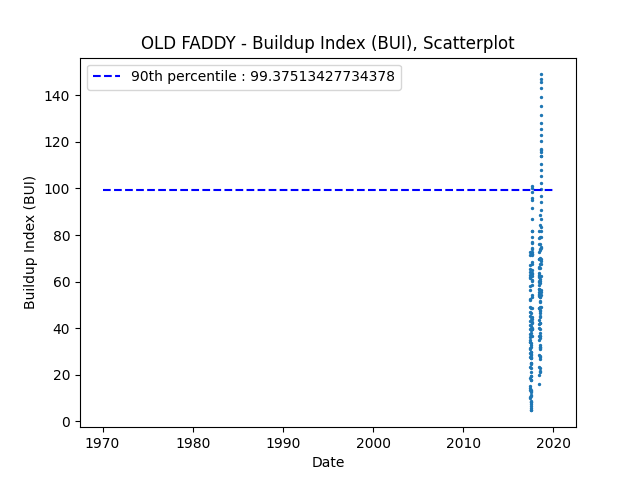 OLD FADDY - Buildup Index (BUI), Scatterplot
90th percentile : 99.37513427734378
140
120
100
80
60
40
20
0
Buildup Index (BUI)
1970 1980 1990 2000 2010 2020
Date